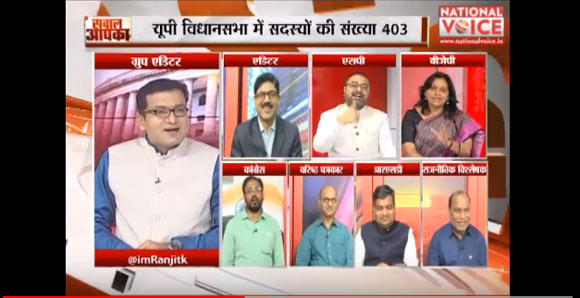 सवाल आपका
यूपी विधानसभा में सदस्यों की संख्या 403
NATIONAL
VOICE
www.nationalvoice.in
ग्रुप एडिटर
एडिटर
एसपी
बीजेपी
कांग्रेस
वरिष्ठ पत्रकार
आरएलडी
राजनीतिक विश्लेषक
@imRanjitk